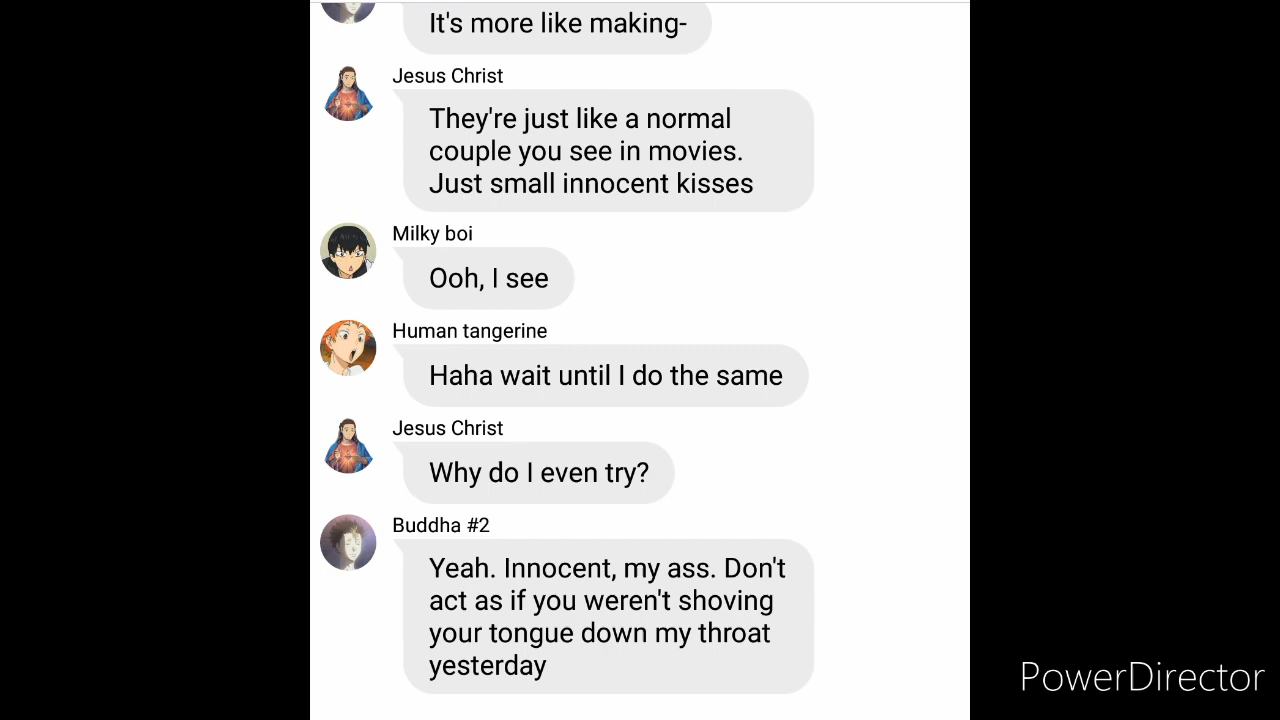 It's more like making-
Jesus Christ
They're just like a normal
couple you see in movies.
Just small innocent kisses
Milky boi
Ooh, I see
Human tangerine
Haha wait until I do the same
Jesus Christ
Why do I even try?
Buddha #2
Yeah. Innocent, my ass. Don't
act as if you weren't shoving
your tongue down my throat
yesterday
PowerDirector